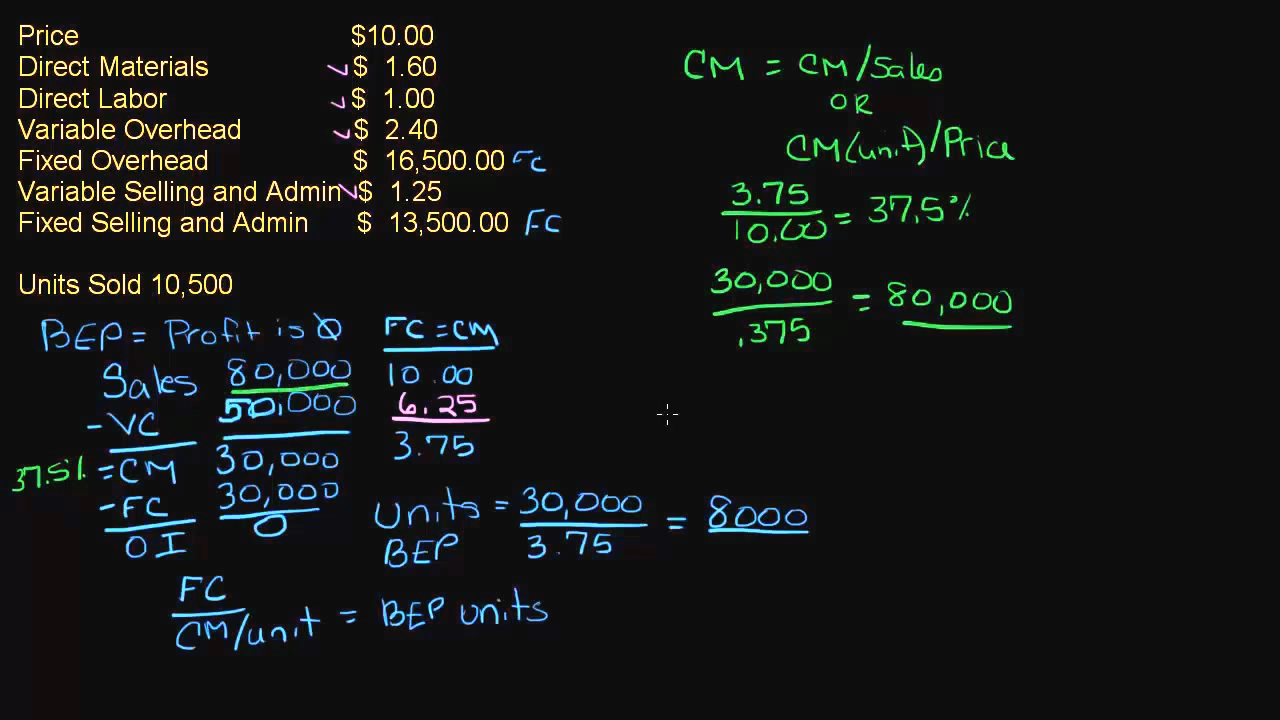 Price $10.00
Direct Materials $ 1.60
Direct Labor $ 1.00
Variable Overhead $ 2.40
Fixed Overhead $ 16,500.00 FC
Variable Selling and Admin $ 1.25
Fixed Selling and Admin $ 13,500.00 FC
Units Sold 10,500
BEP = Profit is 0
Sales 80,000
- VC 50,000
37.5% = CM 30,000
- FC 30,000
OI 0
FC = CM
10.00
6.25
3.75
Units = 30,000 = 8000
BEP 3.75
FC
CM/unit = BEP units
CM = CM/Sales
OR
CM(unit)/Price
3.75
10.00 = 37.5%
30,000
.375 = 80,000